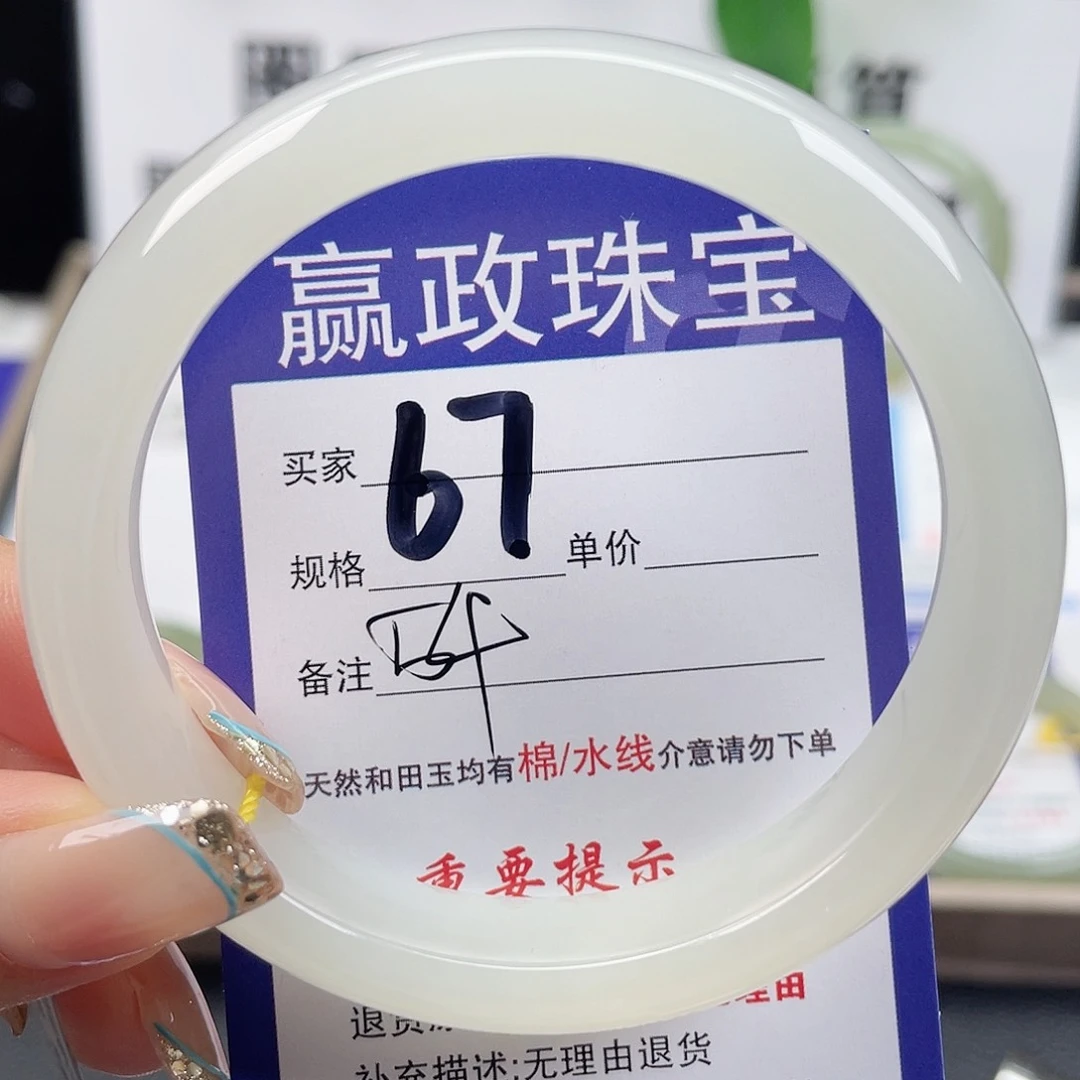 赢政珠宝
买家 67
规格 单价
备注
天然和田玉均有棉/水线介意请勿下单
重要提示
理由
退货
补充描述:无理由退货